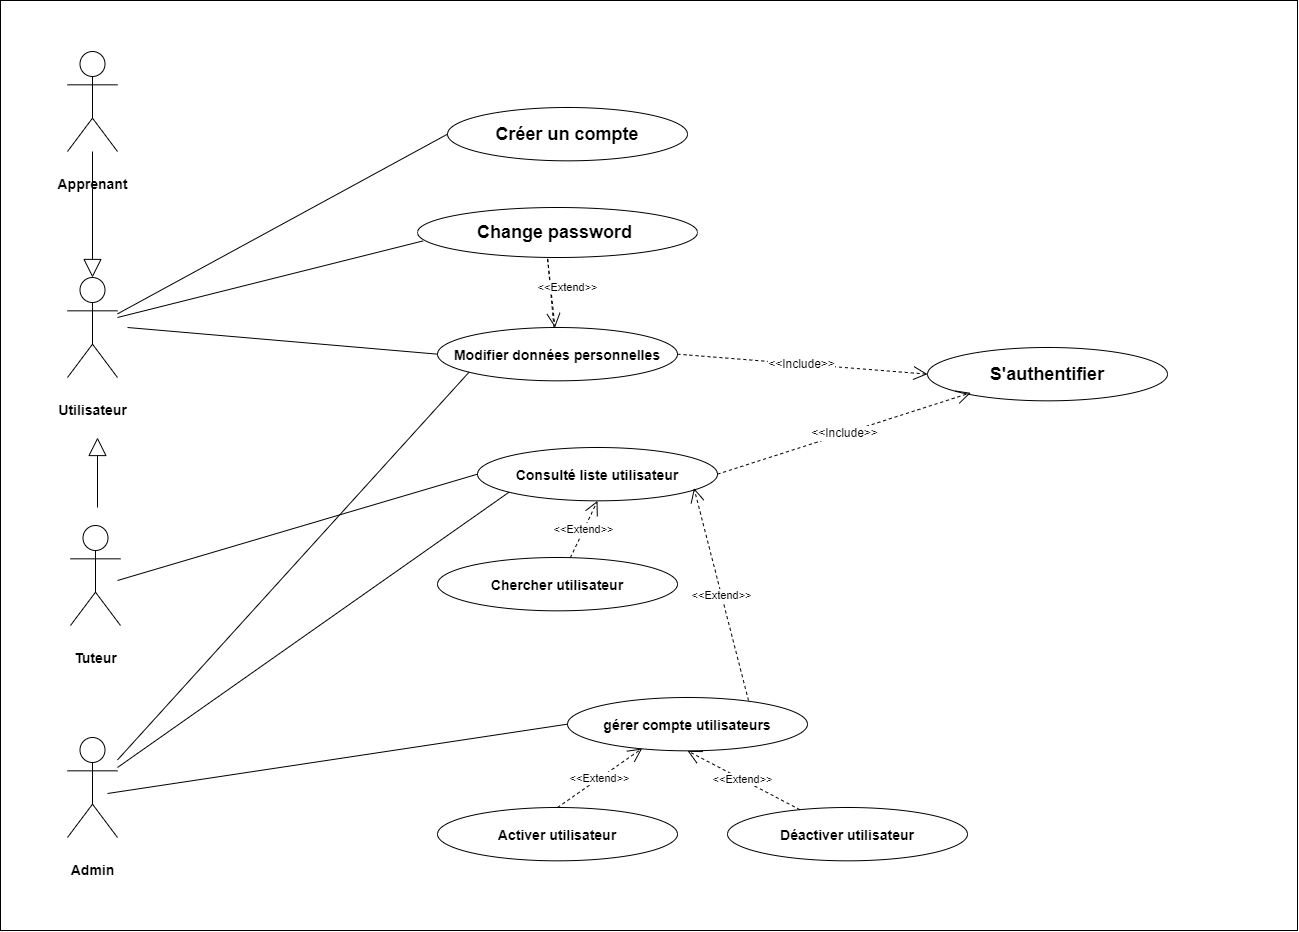 Créer un compte
Apprenant
Change password
<<Extend>>
Modifier données personnelles
<<Include>>
S'authentifier
Utilisateur
<<Include>>
Consulté liste utilisateur
<<Extend>>
Chercher utilisateur
<<Extend>>
Tuteur
gérer compte utilisateurs
<<Extend>>
<<Extend>>
Activer utilisateur
Déactiver utilisateur
Admin